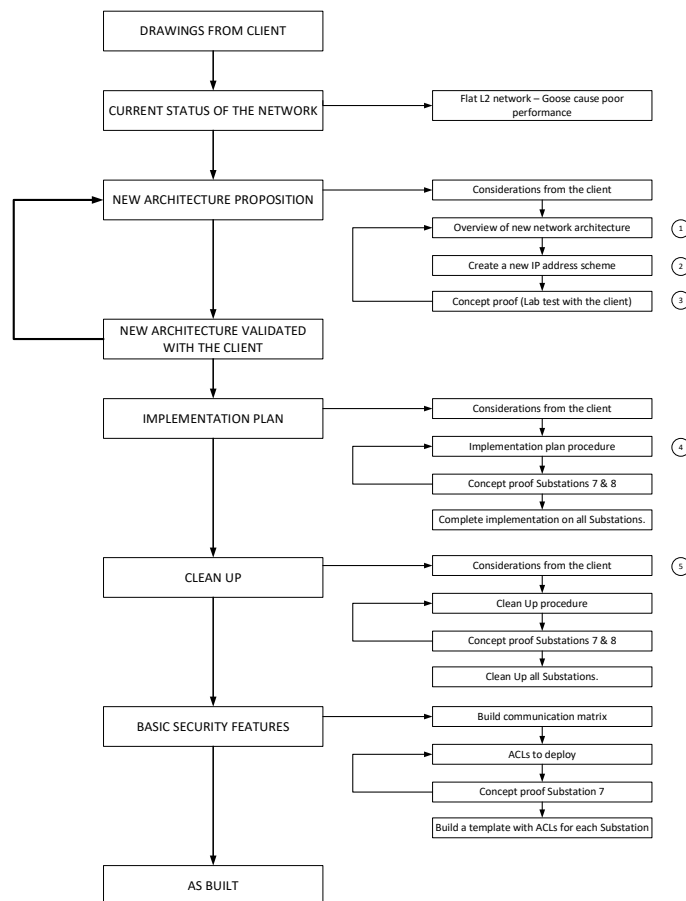 DRAWINGS FROM CLIENT
CURRENT STATUS OF THE NETWORK
Flat L2 network – Goose cause poor
performance
NEW ARCHITECTURE PROPOSITION
Considerations from the client
Overview of new network architecture
1
Create a new IP address scheme
2
Concept proof (Lab test with the client)
3
NEW ARCHITECTURE VALIDATED
WITH THE CLIENT
IMPLEMENTATION PLAN
Considerations from the client
Implementation plan procedure
4
Concept proof Substations 7 & 8
Complete implementation on all Substations.
CLEAN UP
Considerations from the client
5
Clean Up procedure
Concept proof Substations 7 & 8
Clean Up all Substations.
BASIC SECURITY FEATURES
Build communication matrix
ACLs to deploy
Concept proof Substation 7
Build a template with ACLs for each Substation
AS BUILT